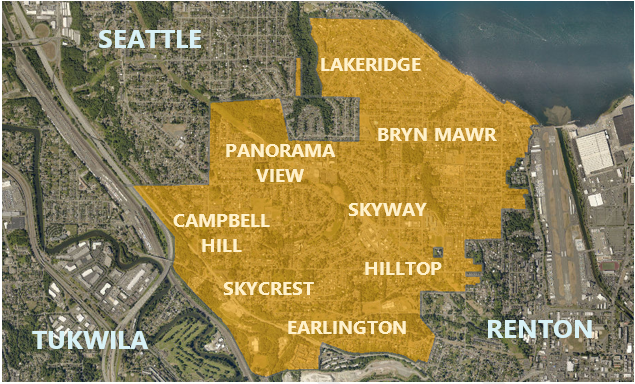 SEATTLE
LAKERIDGE
BRYN MAWR
PANORAMA
VIEW
SKYWAY
CAMPBELL
HILL
HILLTOP
SKYCREST
EARLINGTON
TUKWILA
RENTON